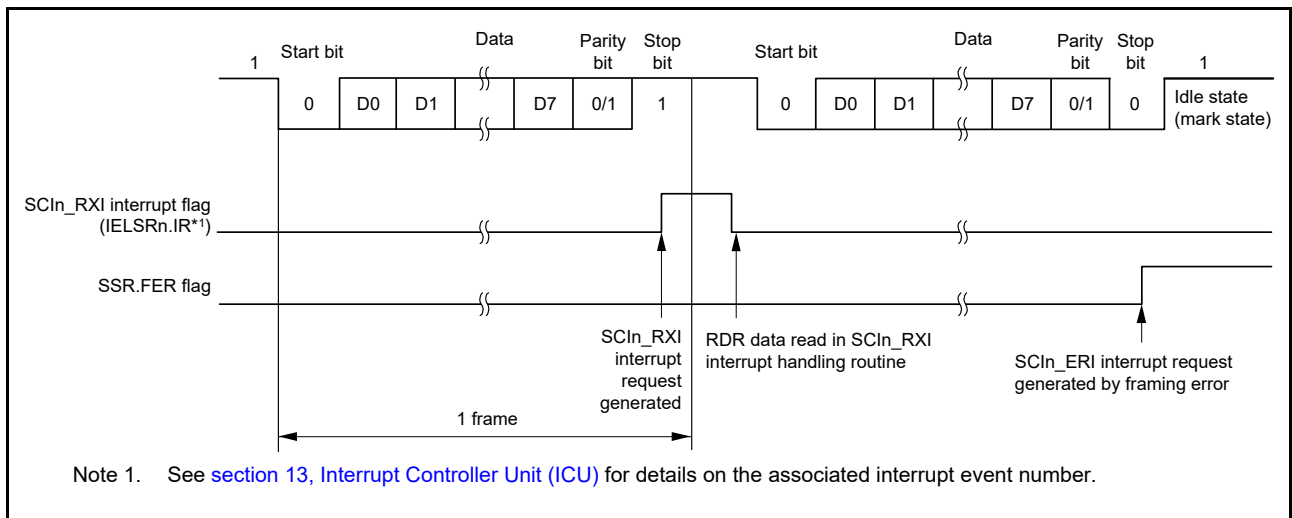 1
Start bit
Data
Parity bit
Stop bit
Start bit
Data
Parity bit
Stop bit
1
0
D0
D1
D7
0/1
1
0
D0
D1
D7
0/1
0
Idle state
(mark state)
SCIn_RXI interrupt flag
(IELSRn.IR*1)
SSR.FER flag
SCIn_RXI
interrupt
request
generated
RDR data read in SCIn_RXI
interrupt handling routine
SCIn_ERI interrupt request
generated by framing error
1 frame
Note 1. See section 13, Interrupt Controller Unit (ICU) for details on the associated interrupt event number.